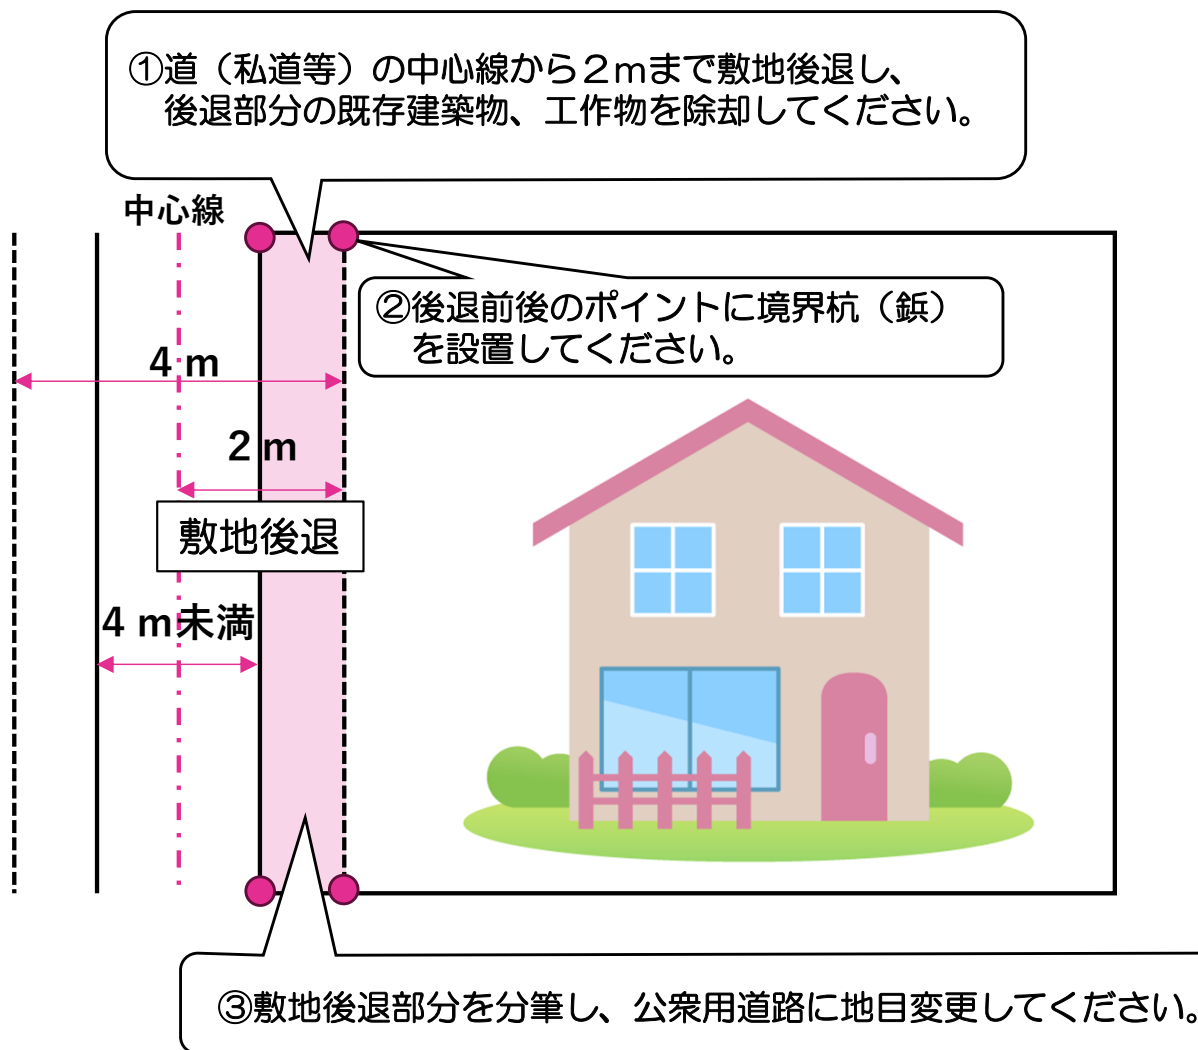 ①道（私道等）の中心線から２ｍまで敷地後退し、
後退部分の既存建築物、工作物を除却してください。
中心線
②後退前後のポイントに境界杭（鋲）
を設置してください。
4 m
2 m
敷地後退
4 m未満
③敷地後退部分を分筆し、公衆用道路に地目変更してください。